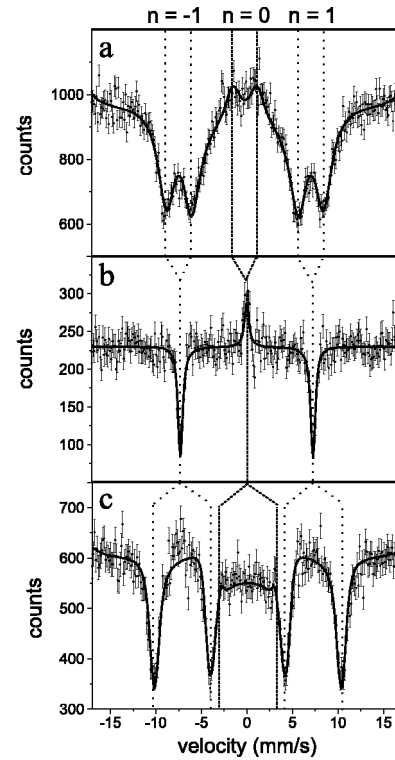 n = -1 n = 0 n = 1
a
1000
800
600
counts
b
300
250
200
150
100
counts
c
700
600
500
400
300
counts
-15 -10 -5 0 5 10 15
velocity (mm/s)